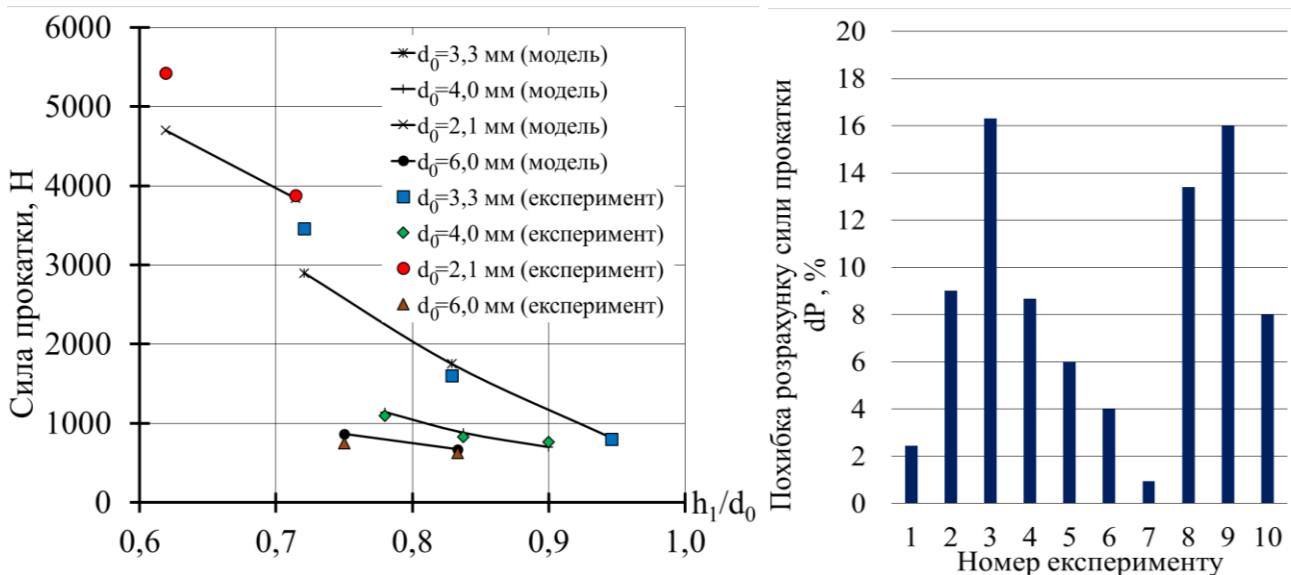 Сила прокатки, Н
6000
5000
4000
3000
2000
1000
0
0,6 0,7 0,8 0,9 1,0
h1/d0
d0=3,3 мм (модель)
d0=4,0 мм (модель)
d0=2,1 мм (модель)
d0=6,0 мм (модель)
d0=3,3 мм (експеримент)
d0=4,0 мм (експеримент)
d0=2,1 мм (експеримент)
d0=6,0 мм (експеримент)
Похибка розрахунку сили прокатки
dP , %
20
18
16
14
12
10
8
6
4
2
0
1 2 3 4 5 6 7 8 9 10
Номер експерименту